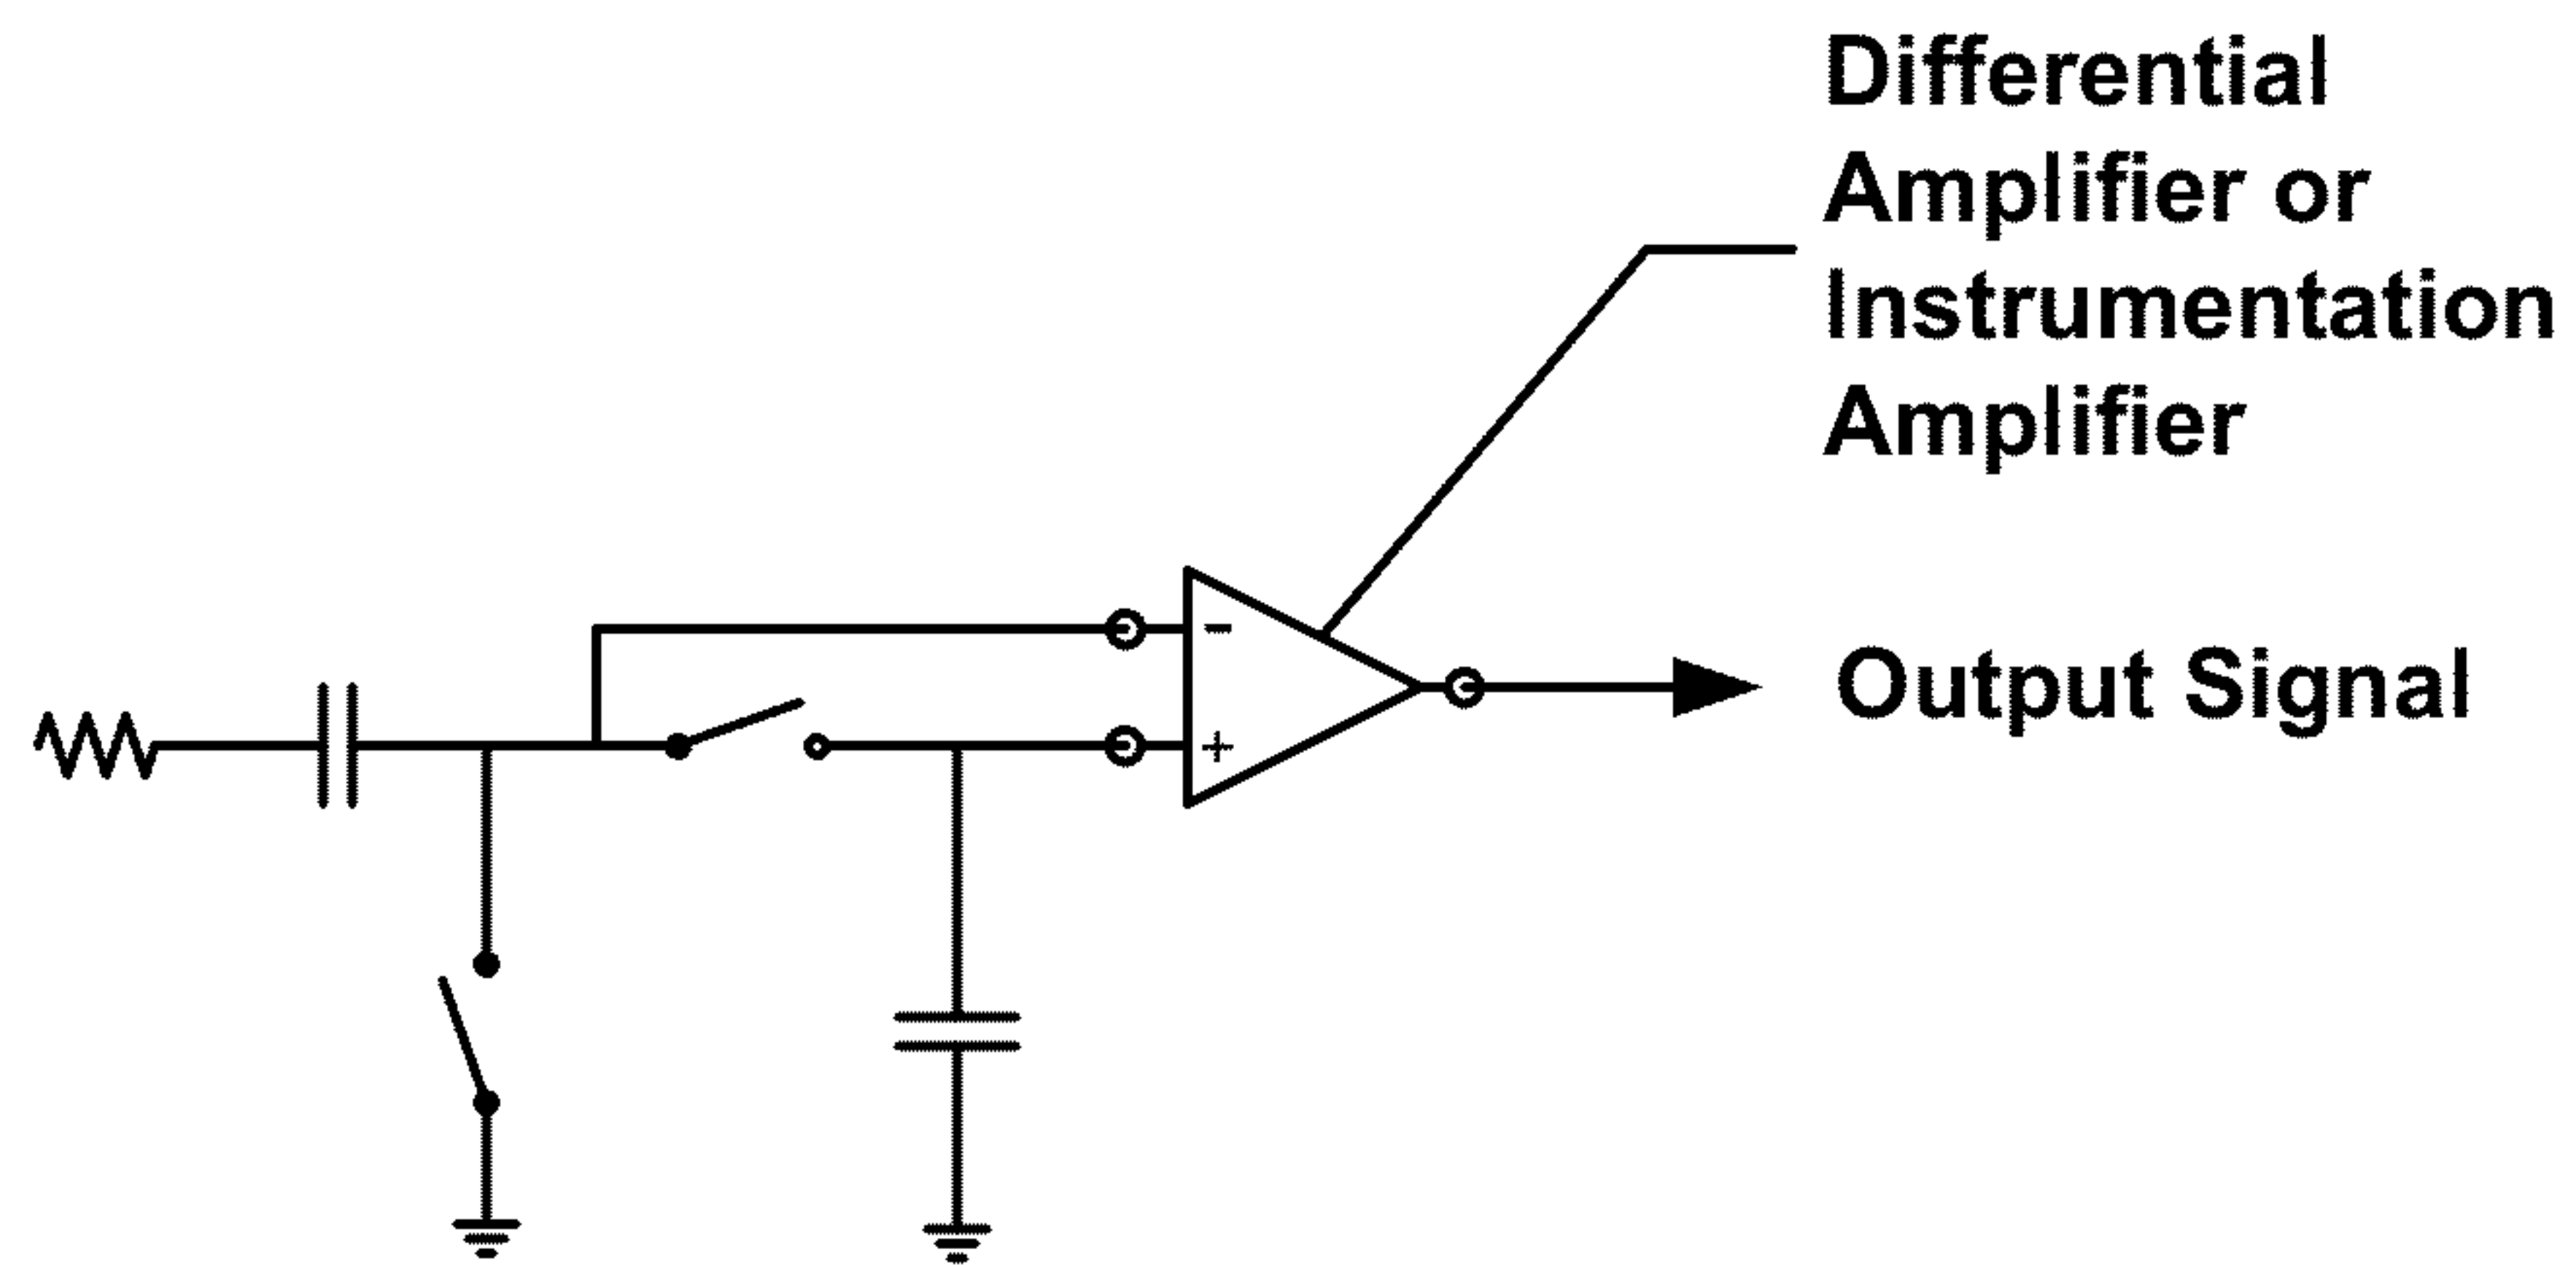 Differential
Amplifier or
Instrumentation
Amplifier
-
+
Output Signal